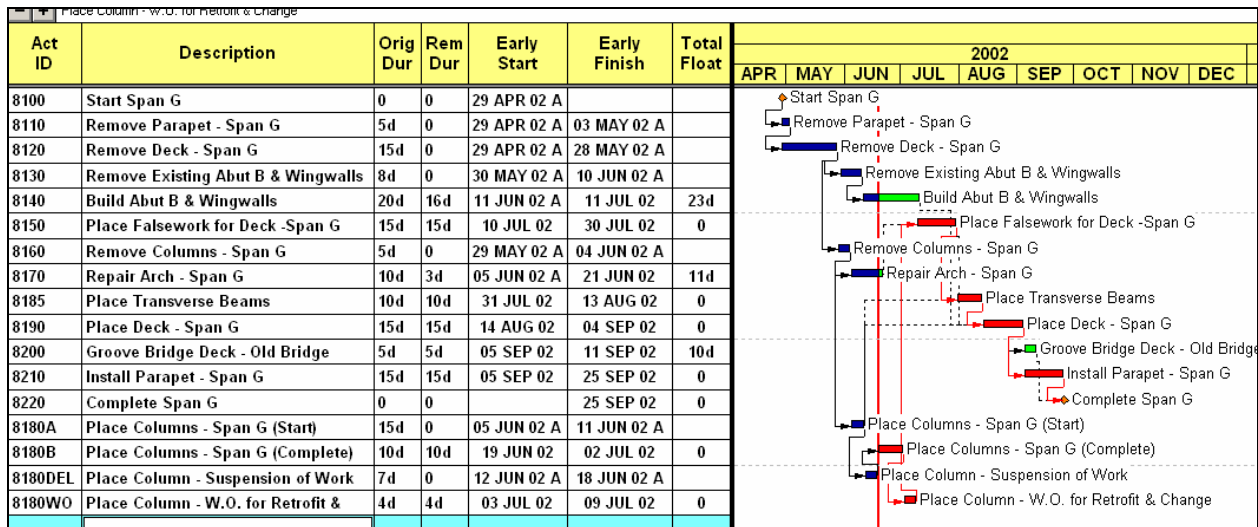 Place Column - W.O. for Retrofit & Change
Act ID Description Orig Dur Rem Dur Early Start Early Finish Total Float
2002
APR MAY JUN JUL AUG SEP OCT NOV DEC
8100 Start Span G 0 0 29 APR 02 A Start Span G
8110 Remove Parapet - Span G 5d 0 29 APR 02 A 03 MAY 02 A Remove Parapet - Span G
8120 Remove Deck - Span G 15d 0 29 APR 02 A 28 MAY 02 A Remove Deck - Span G
8130 Remove Existing Abut B & Wingwalls 8d 0 30 MAY 02 A 10 JUN 02 A Remove Existing Abut B & Wingwalls
8140 Build Abut B & Wingwalls 20d 16d 11 JUN 02 A 11 JUL 02 23d Build Abut B & Wingwalls
8150 Place Falsework for Deck -Span G 15d 15d 10 JUL 02 30 JUL 02 0 Place Falsework for Deck -Span G
8160 Remove Columns - Span G 5d 0 29 MAY 02 A 04 JUN 02 A Remove Columns - Span G
8170 Repair Arch - Span G 10d 3d 05 JUN 02 A 21 JUN 02 11d Repair Arch - Span G
8185 Place Transverse Beams 10d 10d 31 JUL 02 13 AUG 02 0 Place Transverse Beams
8190 Place Deck - Span G 15d 15d 14 AUG 02 04 SEP 02 0 Place Deck - Span G
8200 Groove Bridge Deck - Old Bridge 5d 5d 05 SEP 02 11 SEP 02 10d Groove Bridge Deck - Old Bridge
8210 Install Parapet - Span G 15d 15d 05 SEP 02 25 SEP 02 0 Install Parapet - Span G
8220 Complete Span G 0 0 25 SEP 02 0 Complete Span G
8180A Place Columns - Span G (Start) 15d 0 05 JUN 02 A 11 JUN 02 A Place Columns - Span G (Start)
8180B Place Columns - Span G (Complete) 10d 10d 19 JUN 02 02 JUL 02 0 Place Columns - Span G (Complete)
8180DEL Place Column - Suspension of Work 7d 0 12 JUN 02 A 18 JUN 02 A Place Column - Suspension of Work
8180WO Place Column - W.O. for Retrofit & 4d 4d 03 JUL 02 09 JUL 02 0 Place Column - W.O. for Retrofit & Change